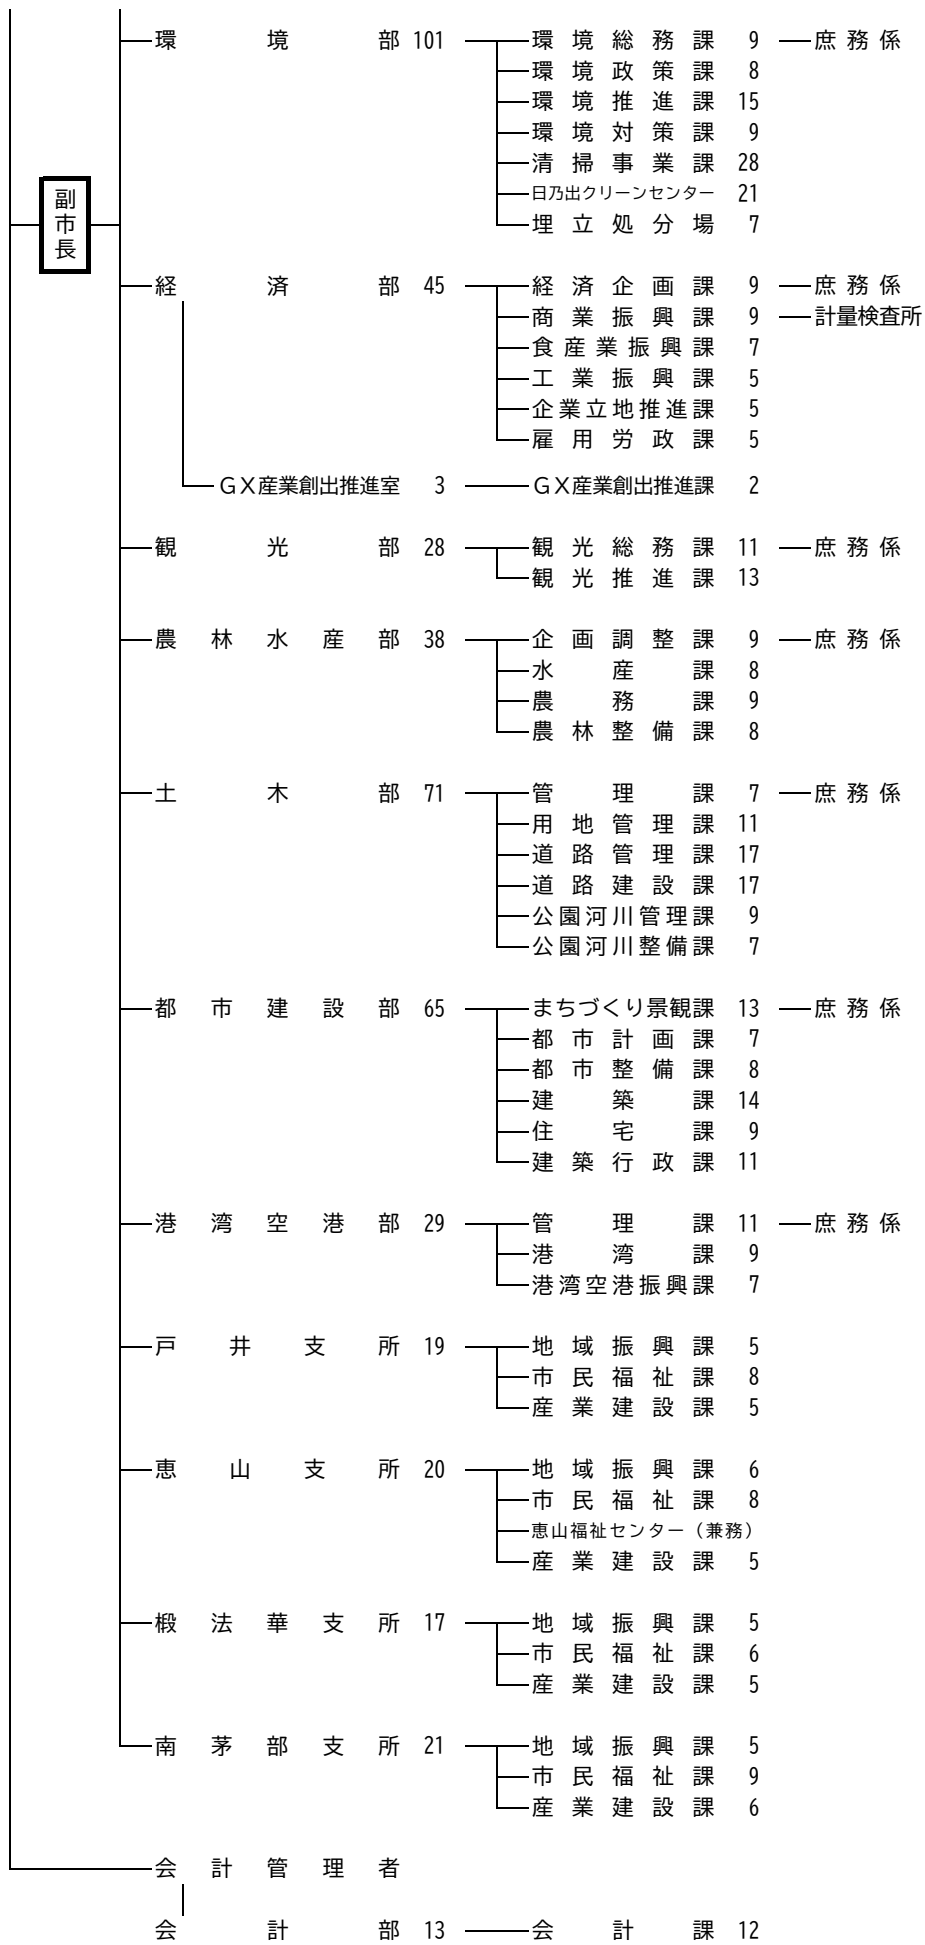 環境部 101 環境総務課 9 庶務係
環境政策課 8
環境推進課 15
環境対策課 9
清掃事業課 28
日乃出クリーンセンター 21
副市長
埋立処分場 7
経済部 45 経済企画課 9 庶務係
商業振興課 9 計量検査所
食産業振興課 7
工業振興課 5
企業立地推進課 5
雇用労政課 5
GX産業創出推進室 3 GX産業創出推進課 2
観光部 28 観光総務課 11 庶務係
観光推進課 13
農林水産部 38 企画調整課 9 庶務係
水産課 8
農務課 9
農林整備課 8
土木部 71 管理課 7 庶務係
用地管理課 11
道路管理課 17
道路建設課 17
公園河川管理課 9
公園河川整備課 7
都市建設部 65 まちづくり景観課 13 庶務係
都市計画課 7
都市整備課 8
建築課 14
住宅課 9
建築行政課 11
港湾空港部 29 管理課 11 庶務係
港湾課 9
港湾空港振興課 7
戸井支所 19 地域振興課 5
市民福祉課 8
産業建設課 5
恵山支所 20 地域振興課 6
市民福祉課 8
恵山福祉センター（兼務）
産業建設課 5
椴法華支所 17 地域振興課 5
市民福祉課 6
産業建設課 5
南茅部支所 21 地域振興課 5
市民福祉課 9
産業建設課 6
会計管理者
会計部 13 会計課 12